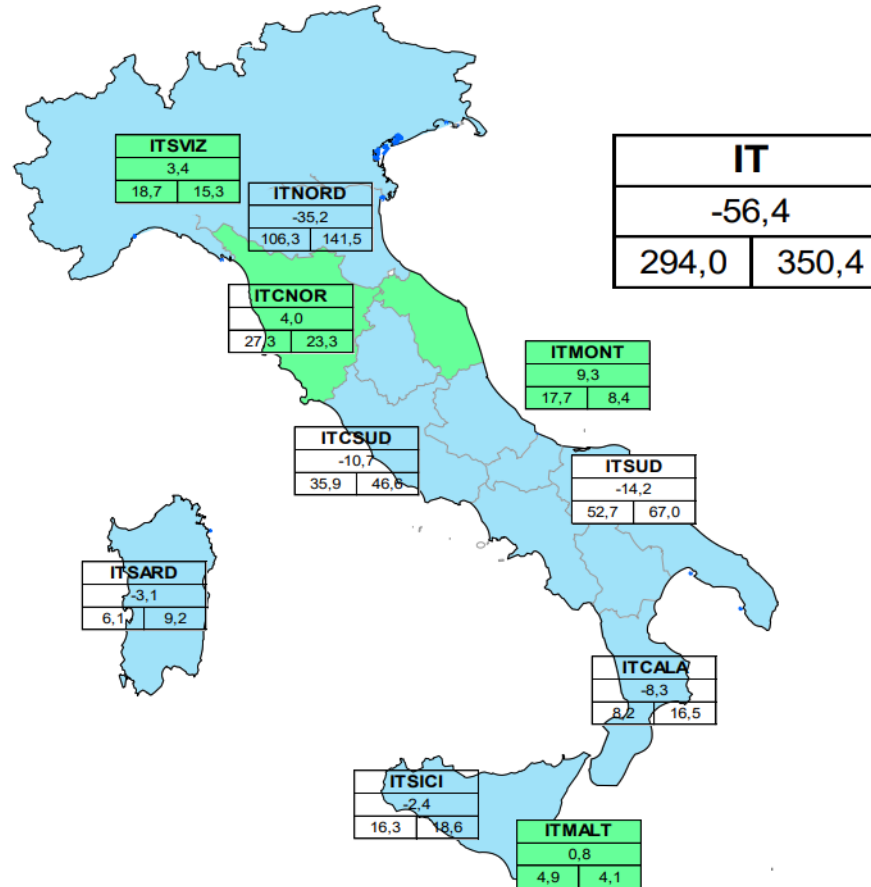 ITSVIZ
3,4
18,7 15,3
ITNORD
-35,2
106,3 141,5
IT
-56,4
294,0 350,4
ITCNOR
4,0
27,3 23,3
ITMONT
9,3
17,7 8,4
ITCSUD
-10,7
35,9 46,6
ITSUD
-14,2
52,7 67,0
ITSARD
-3,1
6,1 9,2
ITCALA
-8,3
8,2 16,5
ITSICI
-2,4
16,3 18,6
ITMALT
0,8
4,9 4,1